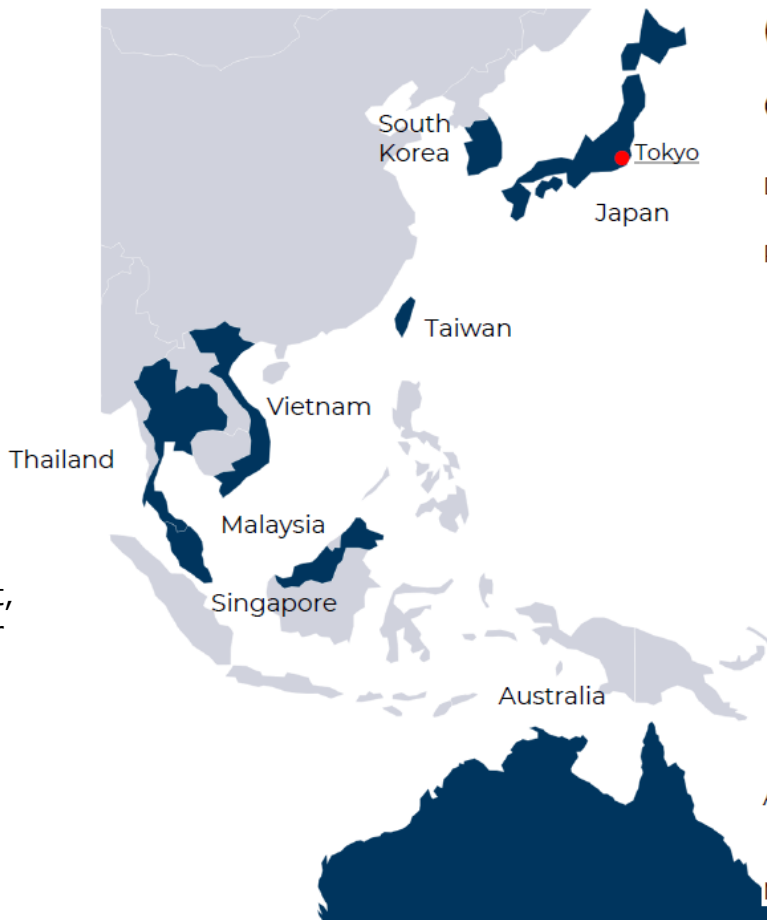 South
Korea
Tokyo
Japan
Taiwan
Vietnam
Thailand
Malaysia
Singapore
Australia